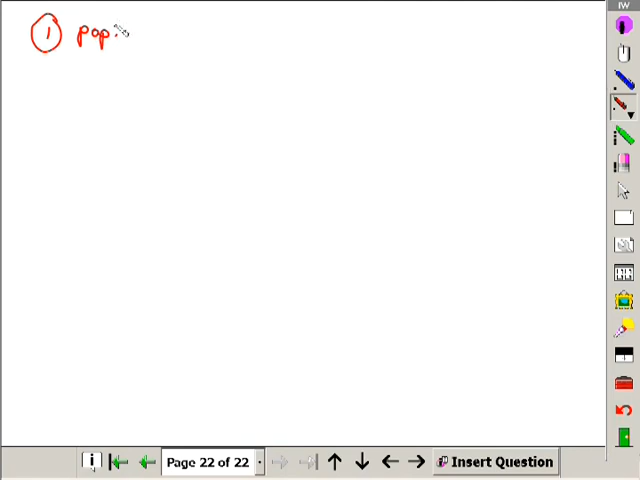 IW
① pop.
i
Page 22 of 22
Insert Question